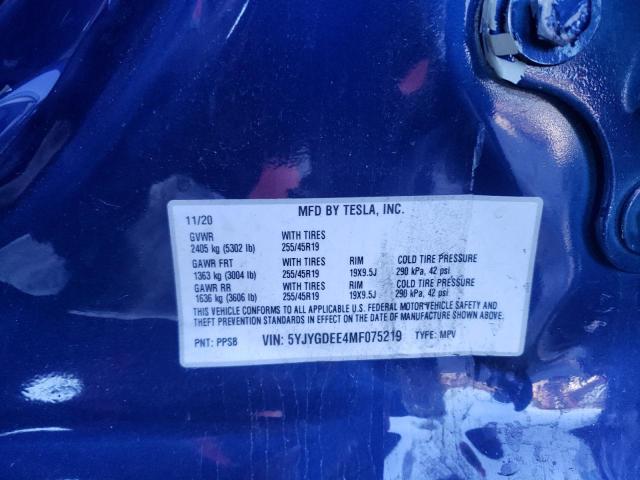 MFD BY TESLA, INC.
11/20
GVWR WITH TIRES
2405 kg (5302 lb) 255/45R19
GAWR FRT WITH TIRES RIM COLD TIRE PRESSURE
1363 kg (3004 lb) 255/45R19 19X9.5J 290 kPa, 42 psi
GAWR RR WITH TIRES RIM COLD TIRE PRESSURE
1636 kg (3606 lb) 255/45R19 19X9.5J 290 kPa, 42 psi
THIS VEHICLE CONFORMS TO ALL APPLICABLE U.S. FEDERAL MOTOR VEHICLE SAFETY AND
THEFT PREVENTION STANDARDS IN EFFECT ON THE DATE OF MANUFACTURE SHOWN ABOVE.
PNT: PPSB VIN: 5YJYGDEE4MF075219 TYPE: MPV